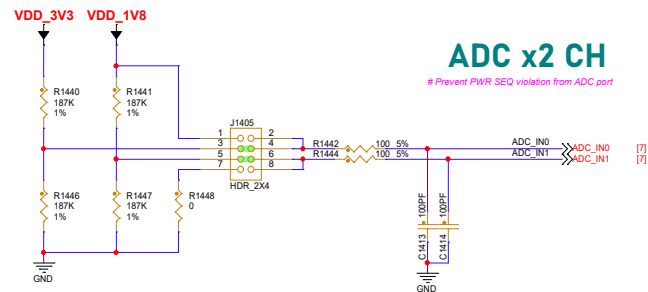 VDD_3V3 VDD_1V8
ADC x2 CH
# Prevent PWR SEQ violation from ADC port
R1440
187K
1%
R1441
187K
1%
J1405
1 2
3 4
5 6
7 8
HDR_2X4
R1442 100 5%
R1444 100 5%
ADC_IN0
ADC_IN1
ADC_IN0 [7]
ADC_IN1 [7]
R1446
187K
1%
R1447
187K
1%
R1448
0
C1413 100PF
C1414 100PF
GND
GND